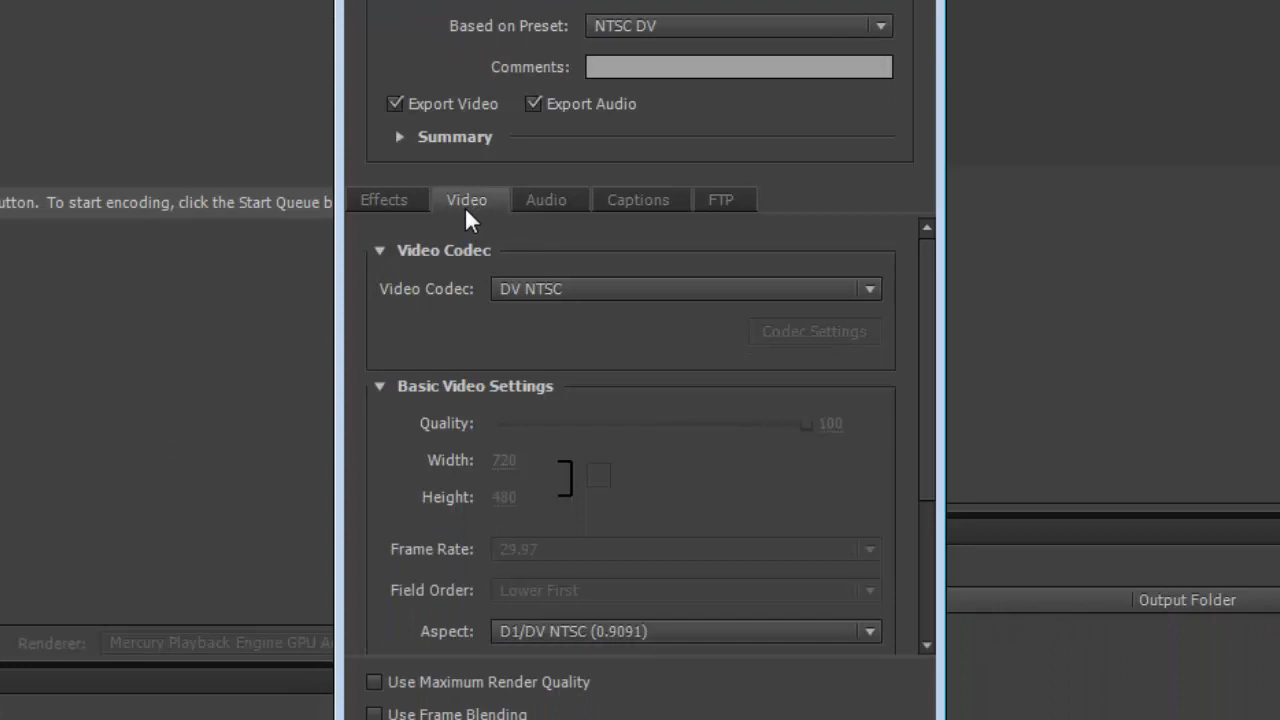 Based on Preset: NTSC DV
Comments:
Export Video Export Audio
Summary
utton. To start encoding, click the Start Queue b
Effects Video Audio Captions FTP
Video Codec
Video Codec: DV NTSC
Codec Settings
Basic Video Settings
Quality: 100
Width: 720
Height: 480
Frame Rate: 29.97
Field Order: Lower First
Output Folder
Aspect: D1/DV NTSC (0.9091)
Renderer: Mercury Playback Engine GPU A
Use Maximum Render Quality
Use Frame Blending